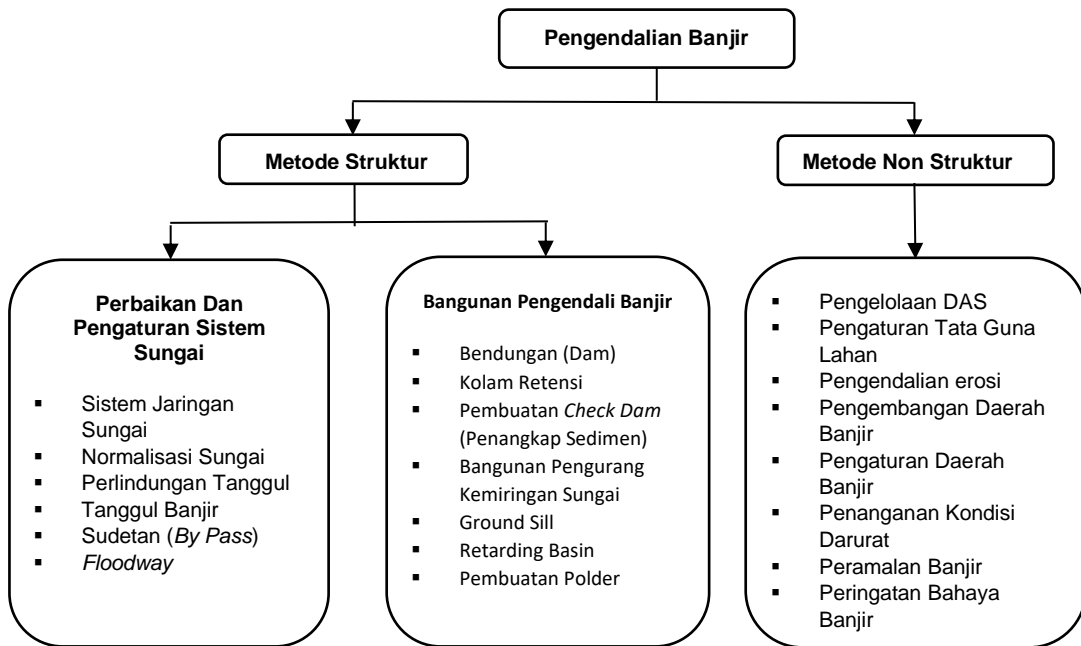 Pengendalian Banjir
Metode Struktur
Metode Non Struktur
Perbaikan Dan
Pengaturan Sistem
Sungai
▪ Sistem Jaringan
Sungai
▪ Normalisasi Sungai
▪ Perlindungan Tanggul
▪ Tanggul Banjir
▪ Sudetan (By Pass)
▪ Floodway
Bangunan Pengendali Banjir
▪ Bendungan (Dam)
▪ Kolam Retensi
▪ Pembuatan Check Dam
(Penangkap Sedimen)
▪ Bangunan Pengurang
Kemiringan Sungai
▪ Ground Sill
▪ Retarding Basin
▪ Pembuatan Polder
▪ Pengelolaan DAS
▪ Pengaturan Tata Guna
Lahan
▪ Pengendalian erosi
▪ Pengembangan Daerah
Banjir
▪ Pengaturan Daerah
Banjir
▪ Penanganan Kondisi
Darurat
▪ Peramalan Banjir
▪ Peringatan Bahaya
Banjir